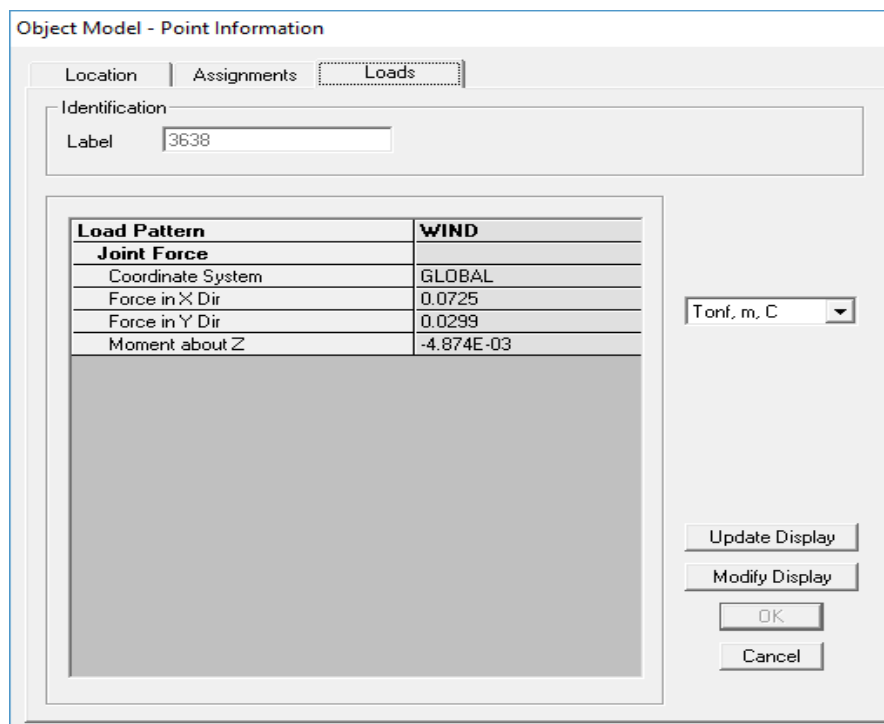 Object Model - Point Information
Location Assignments Loads
Identification
Label 3638
Load Pattern WIND
Joint Force
Coordinate System GLOBAL
Force in X Dir 0.0725
Force in Y Dir 0.0299
Moment about Z -4.874E-03
Tonf, m, C
Update Display
Modify Display
OK
Cancel